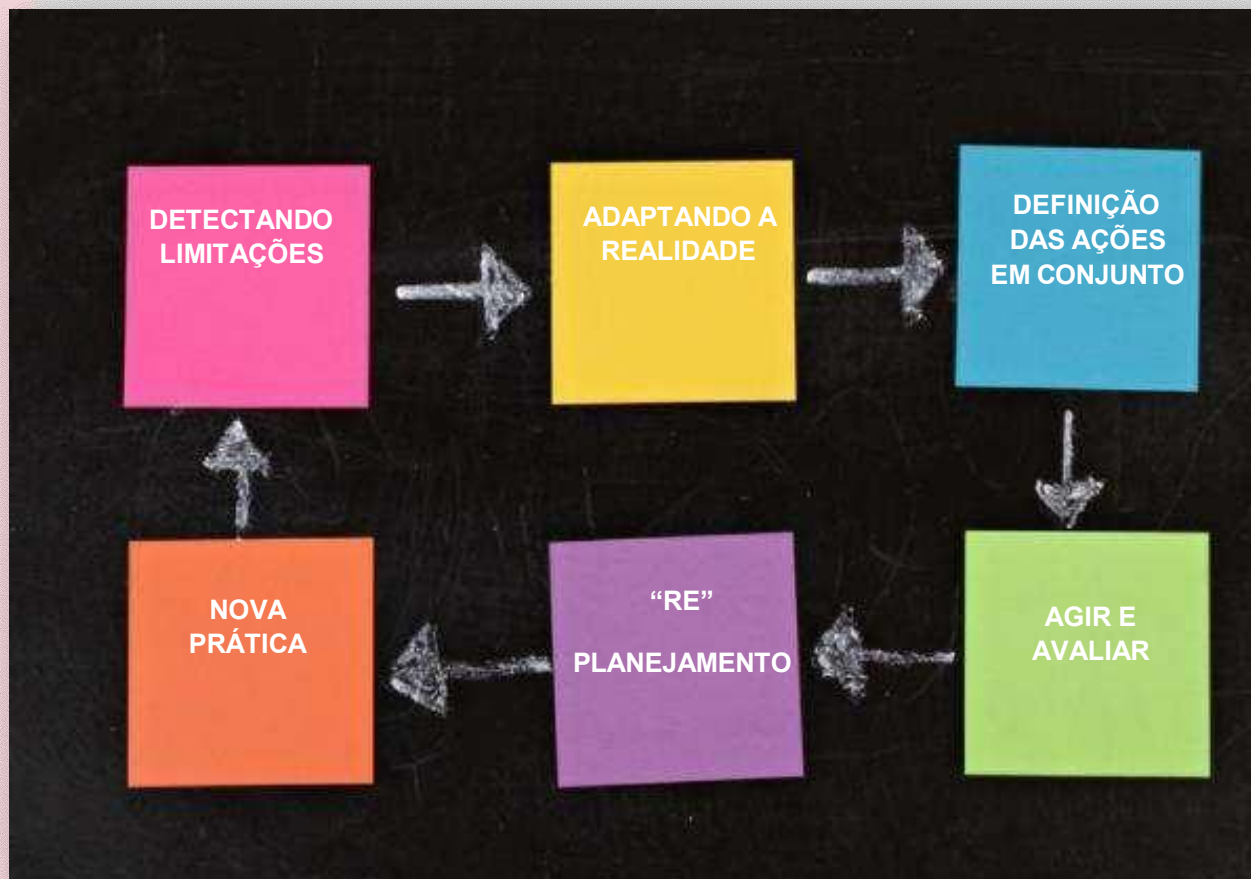 DETECTANDO
LIMITAÇÕES
ADAPTANDO A
REALIDADE
DEFINIÇÃO
DAS AÇÕES
EM CONJUNTO
AGIR E
AVALIAR
“RE”
PLANEJAMENTO
NOVA
PRÁTICA